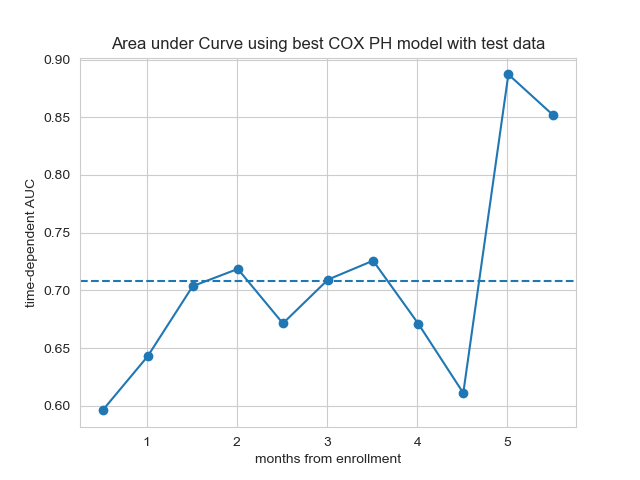 Area under Curve using best COX PH model with test data
0.90
0.85
0.80
0.75
0.70
0.65
0.60
time-dependent AUC
1 2 3 4 5
months from enrollment